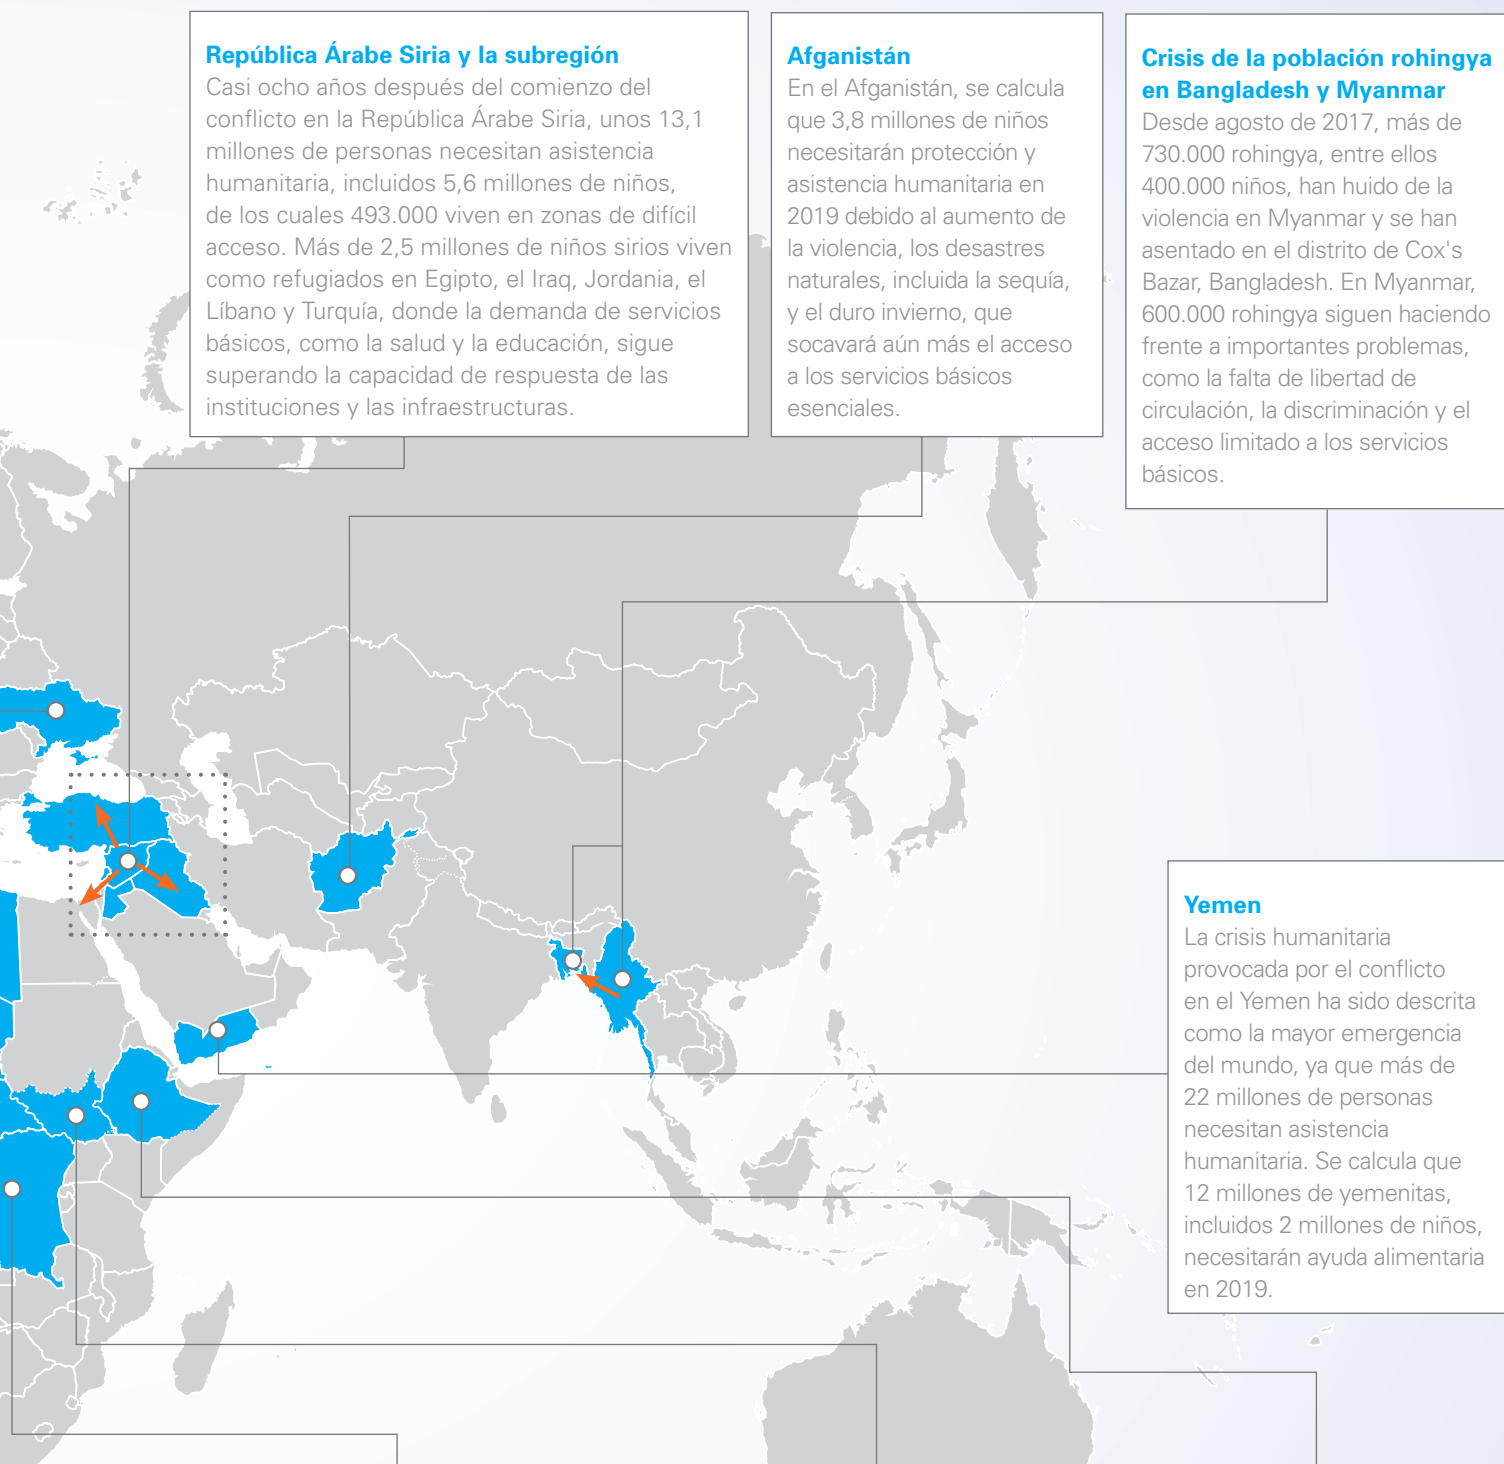 República Árabe Siria y la subregión
Casi ocho años después del comienzo del
conflicto en la República Árabe Siria, unos 13,1
millones de personas necesitan asistencia
humanitaria, incluidos 5,6 millones de niños,
de los cuales 493.000 viven en zonas de difícil
acceso. Más de 2,5 millones de niños sirios viven
como refugiados en Egipto, el Iraq, Jordania, el
Líbano y Turquía, donde la demanda de servicios
básicos, como la salud y la educación, sigue
superando la capacidad de respuesta de las
instituciones y las infraestructuras.
Afganistán
En el Afganistán, se calcula
que 3,8 millones de niños
necesitarán protección y
asistencia humanitaria en
2019 debido al aumento de
la violencia, los desastres
naturales, incluida la sequía,
y el duro invierno, que
socavará aún más el acceso
a los servicios básicos
esenciales.
Crisis de la población rohingya
en Bangladesh y Myanmar
Desde agosto de 2017, más de
730.000 rohingya, entre ellos
400.000 niños, han huido de la
violencia en Myanmar y se han
asentado en el distrito de Cox's
Bazar, Bangladesh. En Myanmar,
600.000 rohingya siguen haciendo
frente a importantes problemas,
como la falta de libertad de
circulación, la discriminación y el
acceso limitado a los servicios
básicos.
Yemen
La crisis humanitaria
provocada por el conflicto
en el Yemen ha sido descrita
como la mayor emergencia
del mundo, ya que más de
22 millones de personas
necesitan asistencia
humanitaria. Se calcula que
12 millones de yemenitas,
incluidos 2 millones de niños,
necesitarán ayuda alimentaria
en 2019.